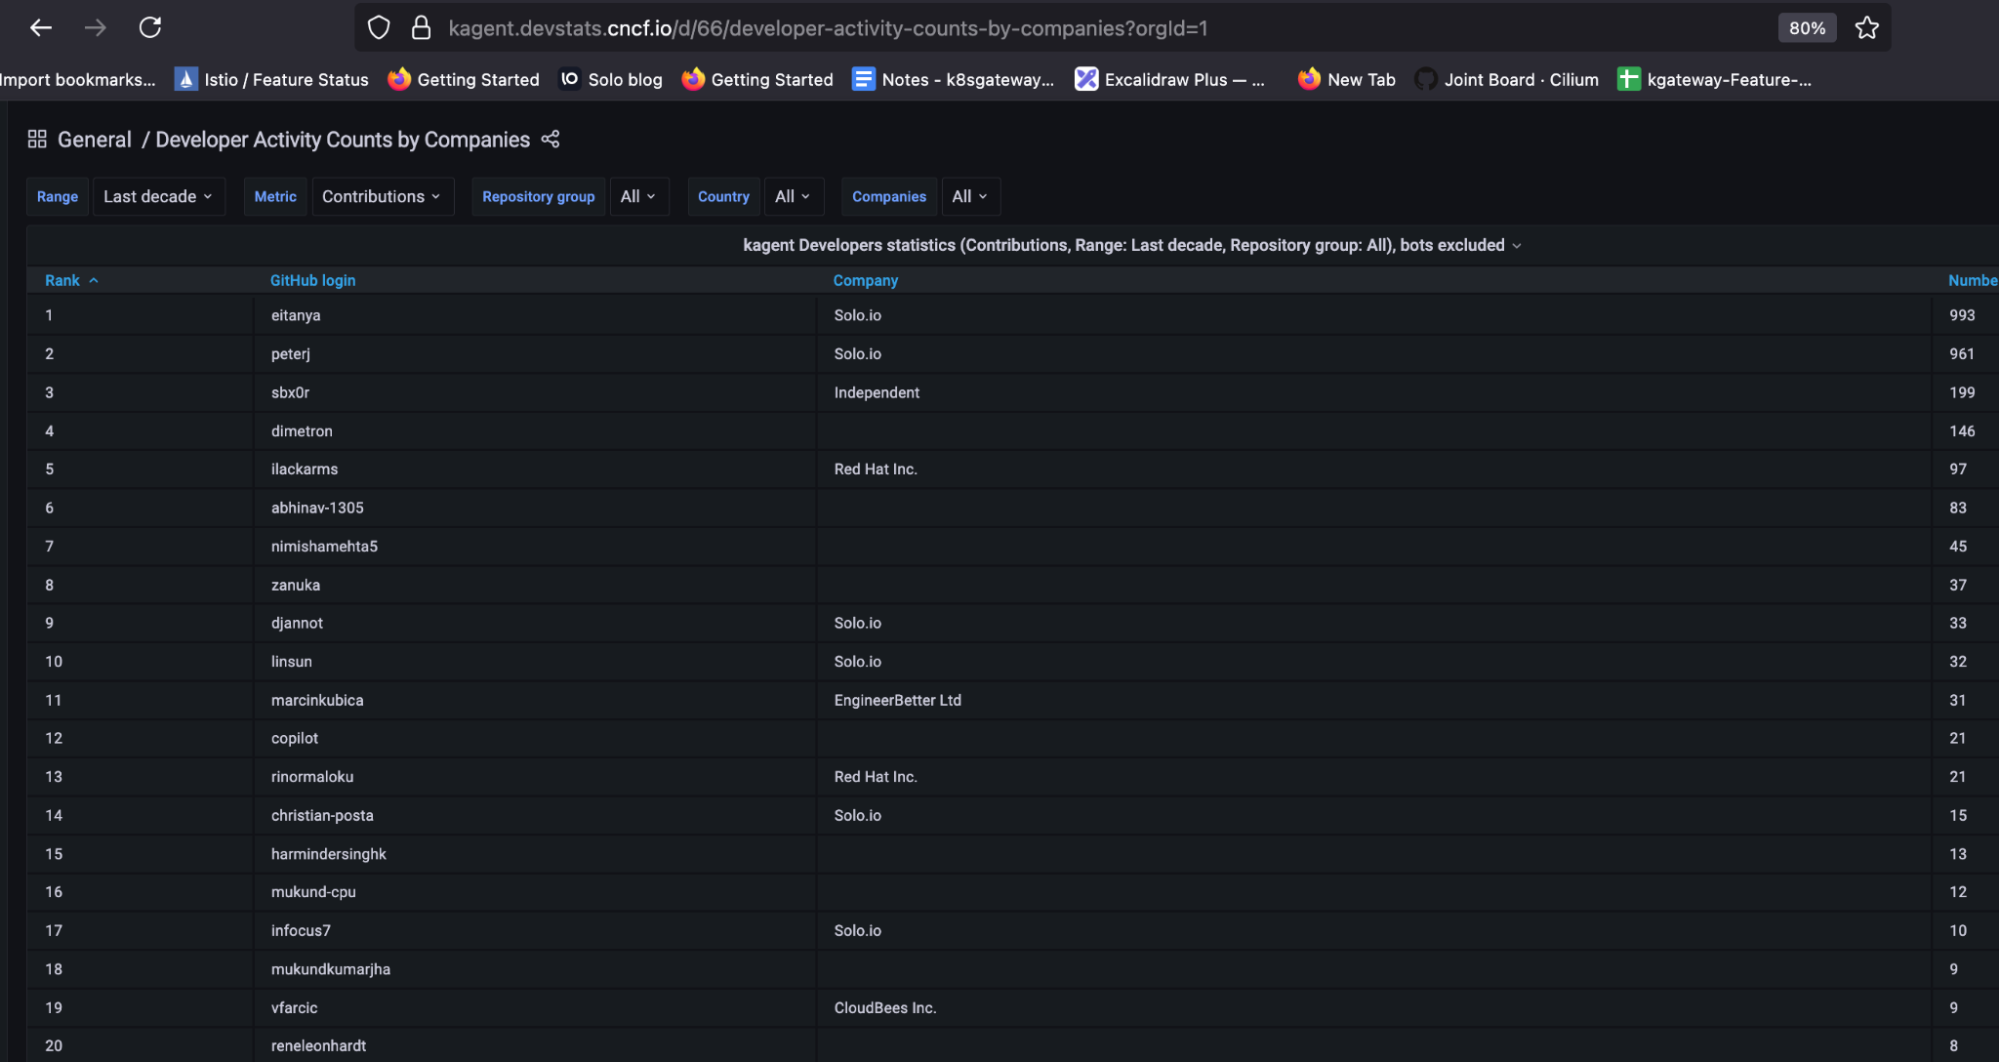 kagent.devstats.cncf.io/d/66/developer-activity-counts-by-companies?orgId=1 80%
Import bookmarks... Istio / Feature Status Getting Started Solo blog Getting Started Notes - k8sgateway... Excalidraw Plus — ... New Tab Joint Board · Cilium kgateway-Feature-...
General / Developer Activity Counts by Companies
Range Last decade Metric Contributions Repository group All Country All Companies All
kagent Developers statistics (Contributions, Range: Last decade, Repository group: All), bots excluded
Rank GitHub login Company Numbe
1 eitanya Solo.io 993
2 peterj Solo.io 961
3 sbx0r Independent 199
4 dimetron 146
5 ilackarms Red Hat Inc. 97
6 abhinav-1305 83
7 nimishamehta5 45
8 zanuka 37
9 djannot Solo.io 33
10 linsun Solo.io 32
11 marcinkubica EngineerBetter Ltd 31
12 copilot 21
13 rinormaloku Red Hat Inc. 21
14 christian-posta Solo.io 15
15 harmindersinghk 13
16 mukund-cpu 12
17 infocus7 Solo.io 10
18 mukundkumarjha 9
19 vfarcic CloudBees Inc. 9
20 reneleonhardt 8